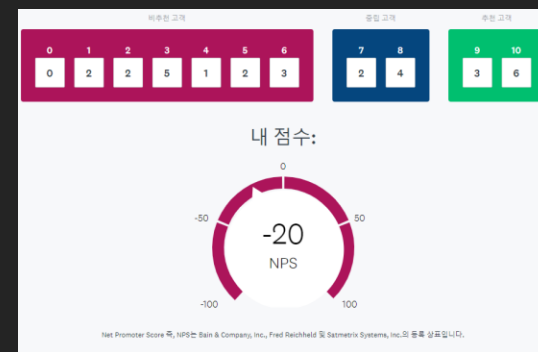 비추천 고객 중립 고객 추천 고객
0 1 2 3 4 5 6 7 8 9 10
0 2 2 5 1 2 3 2 4 3 6
내 점수:
0
-50 50
-20
NPS
-100 100
Net Promoter Score 즉, NPS는 Bain & Company, Inc., Fred Reichheld 및 Satmetrix Systems, Inc.의 등록 상표입니다.